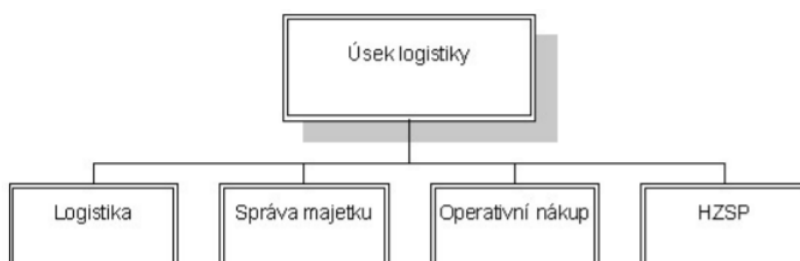 Úsek logistiky
Logistika
Správa majetku
Operativní nákup
HZSP